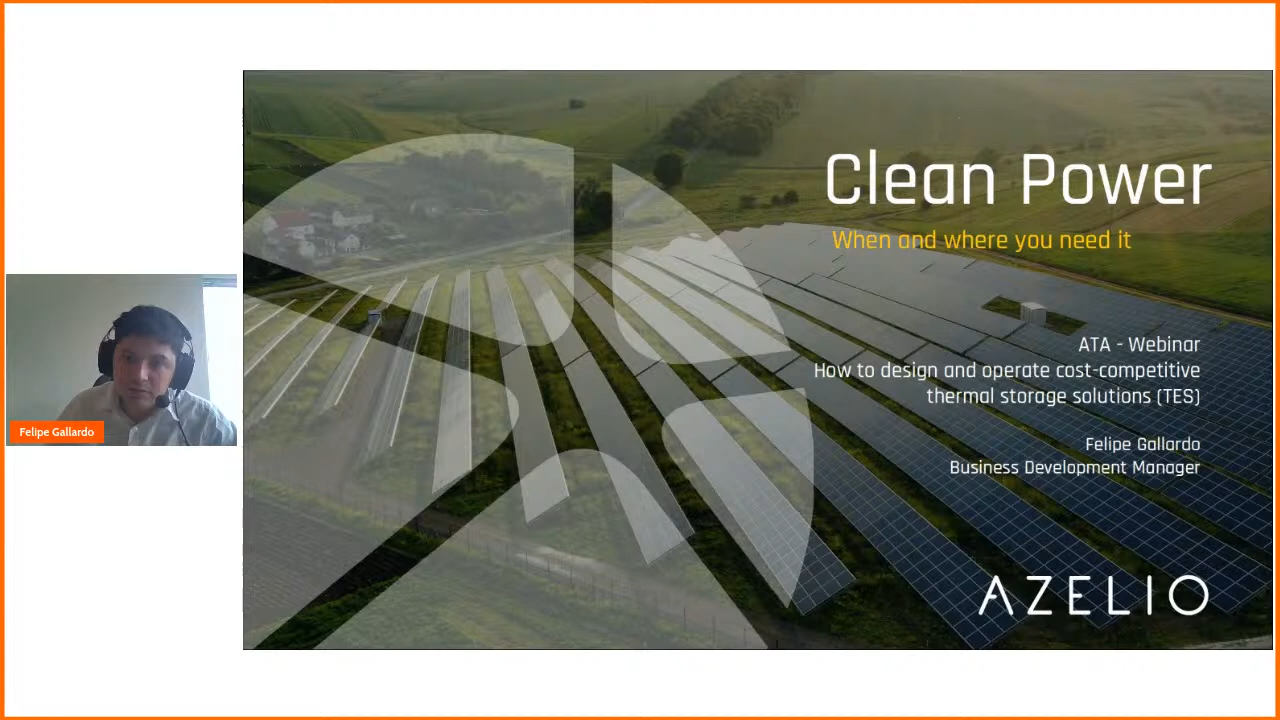 Clean Power
When and where you need it
ATA - Webinar
How to design and operate cost-competitive
thermal storage solutions (TES)
Felipe Gallardo
Business Development Manager
AZELIO
Felipe Gallardo